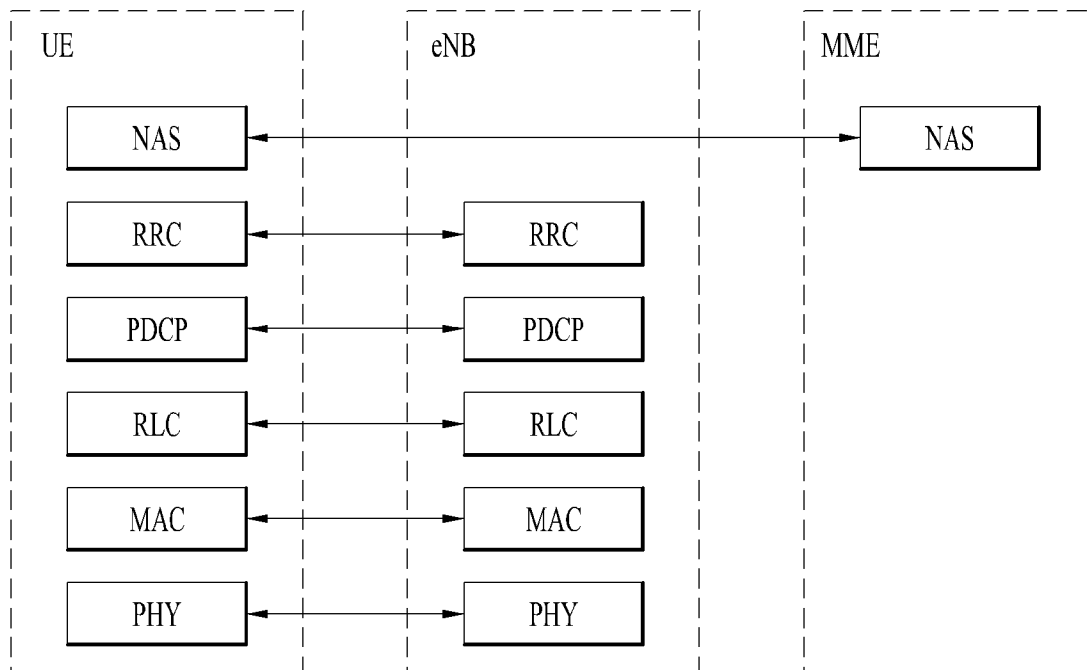 UE eNB MME
NAS NAS
RRC RRC
PDCP PDCP
RLC RLC
MAC MAC
PHY PHY